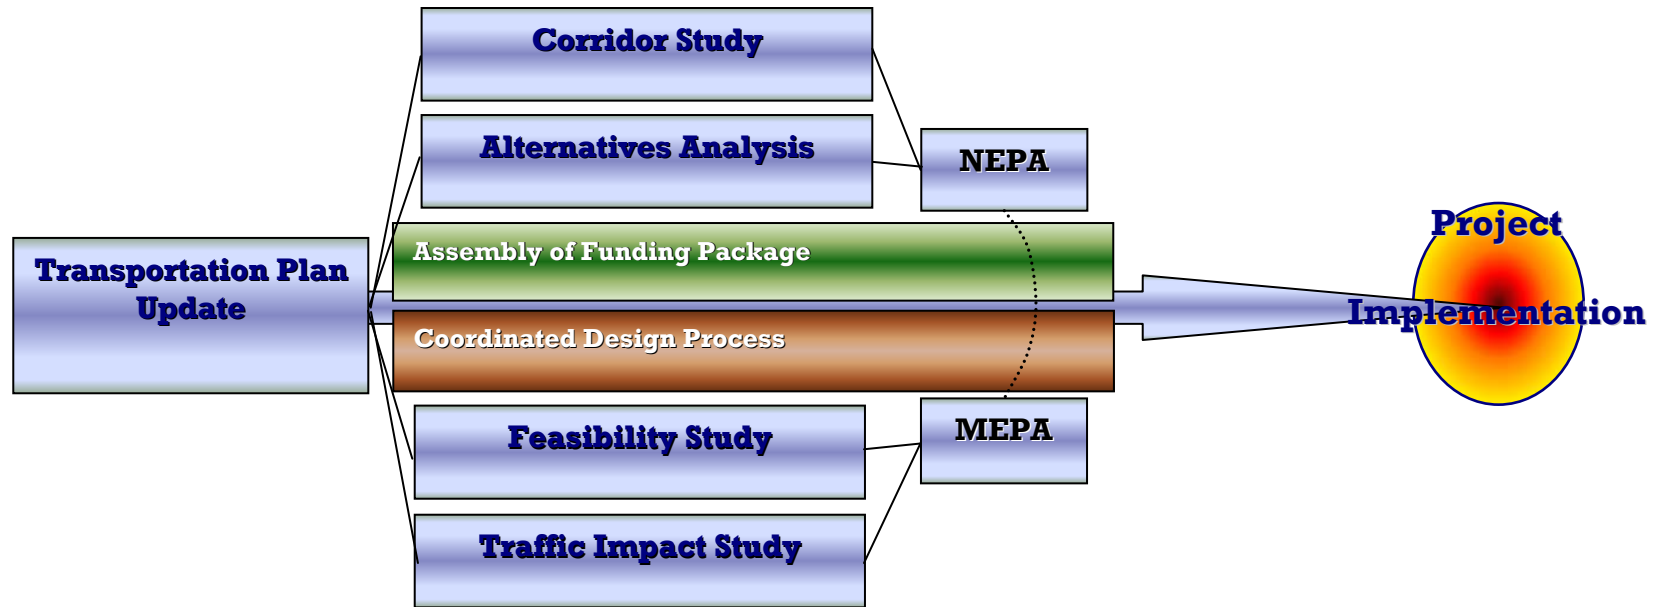 Corridor Study
Alternatives Analysis
NEPA
Project
Implementation
Assembly of Funding Package
Transportation Plan
Update
Coordinated Design Process
MEPA
Feasibility Study
Traffic Impact Study